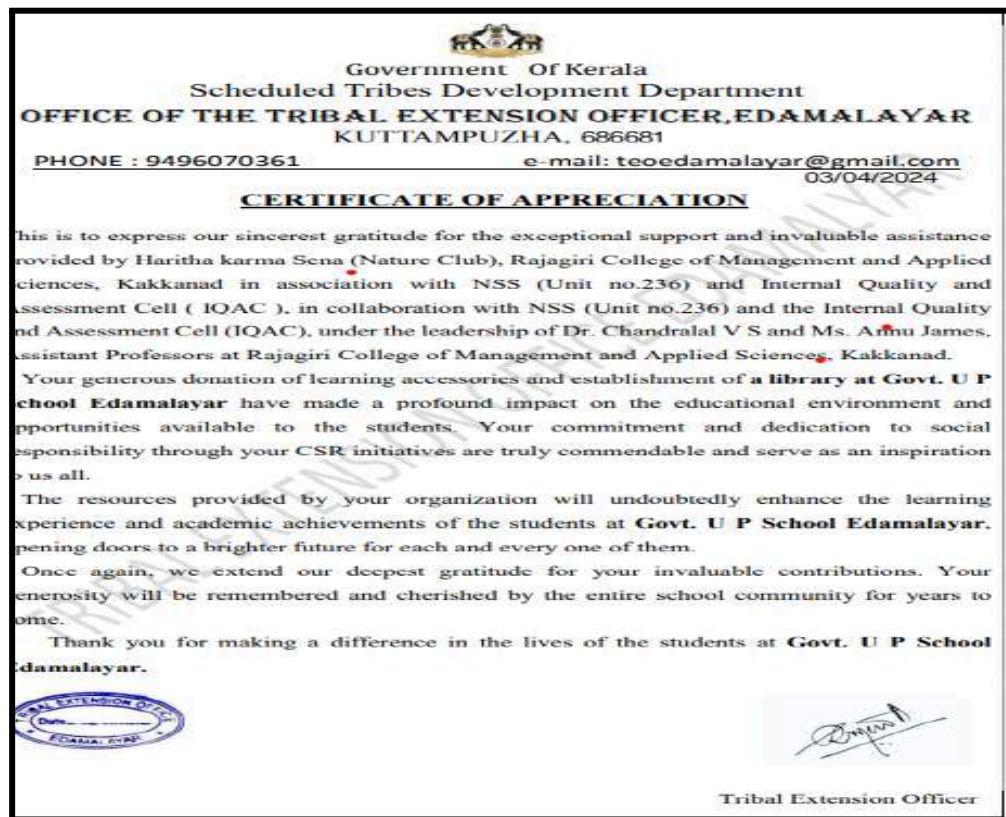 Government Of Kerala
Scheduled Tribes Development Department
OFFICE OF THE TRIBAL EXTENSION OFFICER,EDAMALAYAR
KUTTAMPUZHA, 686681
PHONE : 9496070361 e-mail: teoedamalayar@gmail.com
03/04/2024
CERTIFICATE OF APPRECIATION
his is to express our sincerest gratitude for the exceptional support and invaluable assistance
rovided by Haritha karma Sena (Nature Club), Rajagiri College of Management and Applied
ciences, Kakkanad in association with NSS (Unit no.236) and Internal Quality and
ssessment Cell ( IQAC ), in collaboration with NSS (Unit no.236) and the Internal Quality
nd Assessment Cell (IQAC), under the leadership of Dr. Chandralal V S and Ms. Annu James,
ssistant Professors at Rajagiri College of Management and Applied Sciences, Kakkanad.
Your generous donation of learning accessories and establishment of a library at Govt. U P
chool Edamalayar have made a profound impact on the educational environment and
pportunities available to the students. Your commitment and dedication to social
esponsibility through your CSR initiatives are truly commendable and serve as an inspiration
o us all.
The resources provided by your organization will undoubtedly enhance the learning
xperience and academic achievements of the students at Govt. U P School Edamalayar,
pening doors to a brighter future for each and every one of them.
Once again, we extend our deepest gratitude for your invaluable contributions. Your
enerosity will be remembered and cherished by the entire school community for years to
ome.
Thank you for making a difference in the lives of the students at Govt. U P School
damalayar.
TRIBAL EXTENSION OFFICE EDAMALYAR
TRIBAL EXTENSION OFFICE
Date
EDAMALAYAR
Tribal Extension Officer